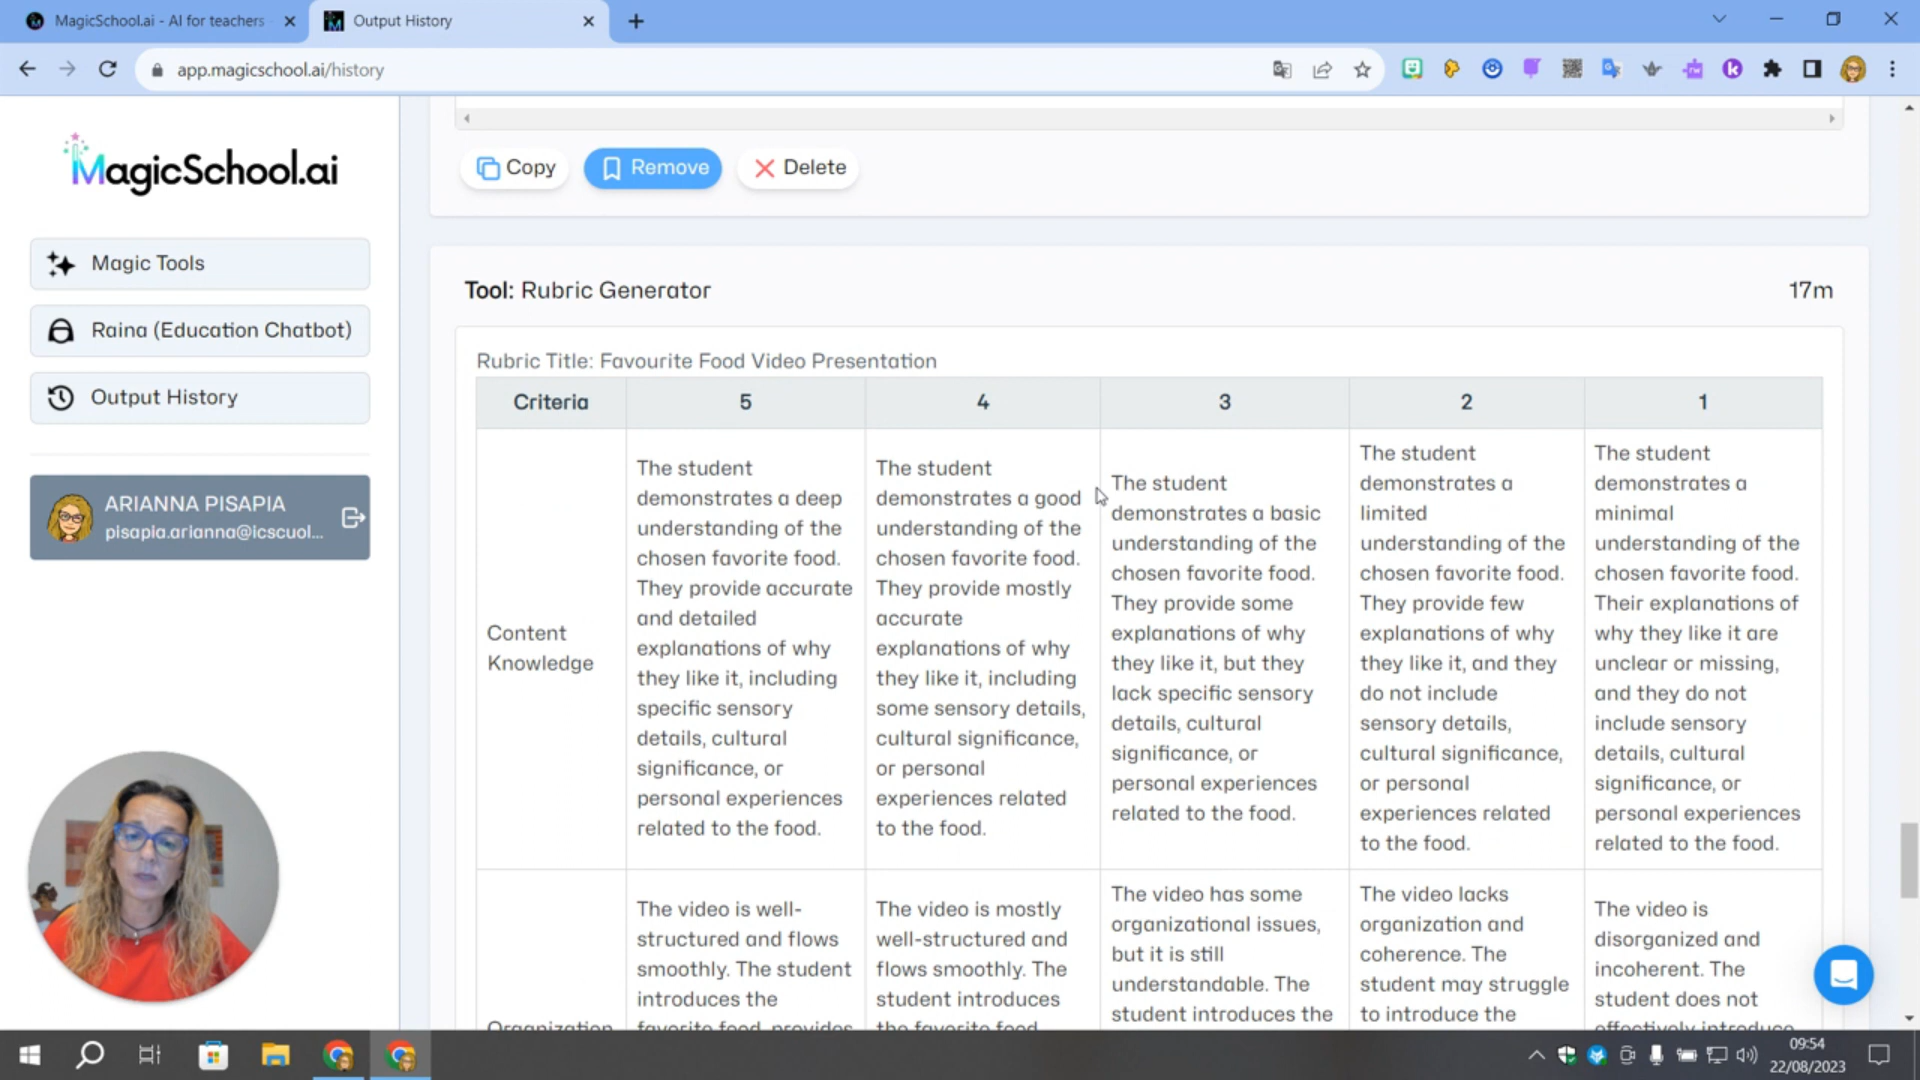 MagicSchool.ai - AI for teachers
Output History
app.magicschool.ai/history
MagicSchool.ai
Magic Tools
Raina (Education Chatbot)
Output History
ARIANNA PISAPIA
pisapia.arianna@icscuol...
Copy
Remove
Delete
Tool: Rubric Generator
17m
Rubric Title: Favourite Food Video Presentation
Criteria
5
4
3
2
1
Content
Knowledge
The student
demonstrates a deep
understanding of the
chosen favorite food.
They provide accurate
and detailed
explanations of why
they like it, including
specific sensory
details, cultural
significance, or
personal experiences
related to the food.
The student
demonstrates a good
understanding of the
chosen favorite food.
They provide mostly
accurate
explanations of why
they like it, including
some sensory details,
cultural significance,
or personal
experiences related
to the food.
The student
demonstrates a basic
understanding of the
chosen favorite food.
They provide some
explanations of why
they like it, but they
lack specific sensory
details, cultural
significance, or
personal experiences
related to the food.
The student
demonstrates a
limited
understanding of the
chosen favorite food.
They provide few
explanations of why
they like it, and they
do not include
sensory details,
cultural significance,
or personal
experiences related
to the food.
The student
demonstrates a
minimal
understanding of the
chosen favorite food.
Their explanations of
why they like it are
unclear or missing,
and they do not
include sensory
details, cultural
significance, or
personal experiences
related to the food.
Organization
The video is well-
structured and flows
smoothly. The student
introduces the
favorite food, provides
The video is mostly
well-structured and
flows smoothly. The
student introduces
the favorite food,
The video has some
organizational issues,
but it is still
understandable. The
student introduces the
The video lacks
organization and
coherence. The
student may struggle
to introduce the
The video is
disorganized and
incoherent. The
student does not
effectively introduce
09:54
22/08/2023